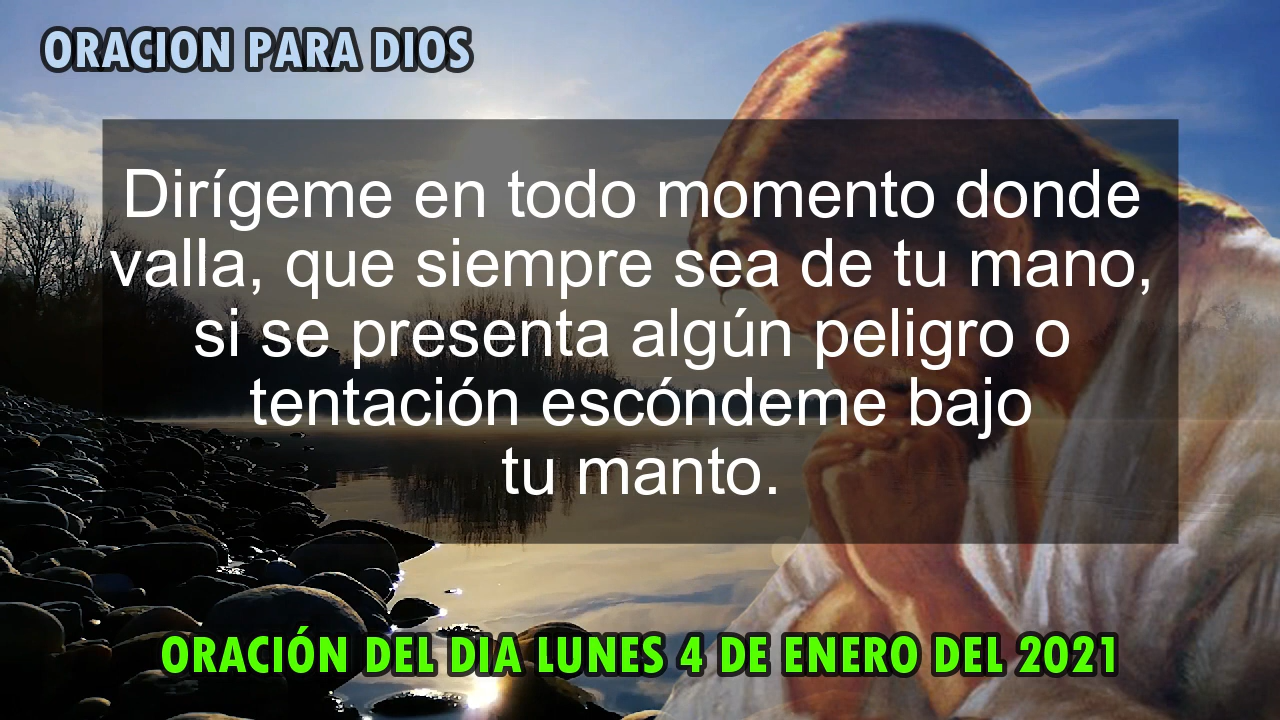 ORACION PARA DIOS
Dirígeme en todo momento donde
valla, que siempre sea de tu mano,
si se presenta algún peligro o
tentación escóndeme bajo
tu manto.
ORACIÓN DEL DIA LUNES 4 DE ENERO DEL 2021